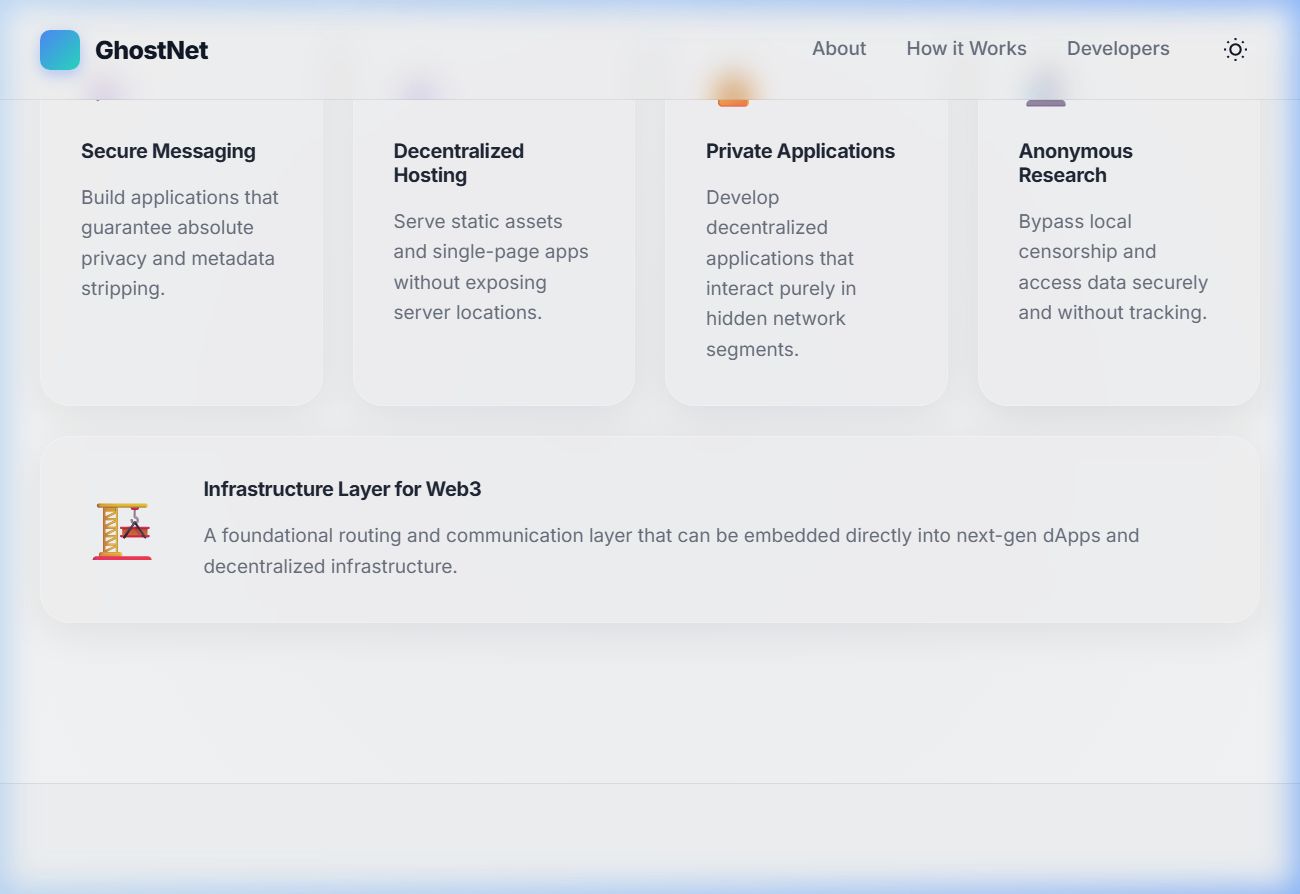 GhostNet
About
How it Works
Developers
Secure Messaging
Build applications that
guarantee absolute
privacy and metadata
stripping.
Decentralized
Hosting
Serve static assets
and single-page apps
without exposing
server locations.
Private Applications
Develop
decentralized
applications that
interact purely in
hidden network
segments.
Anonymous
Research
Bypass local
censorship and
access data securely
and without tracking.
Infrastructure Layer for Web3
A foundational routing and communication layer that can be embedded directly into next-gen dApps and
decentralized infrastructure.